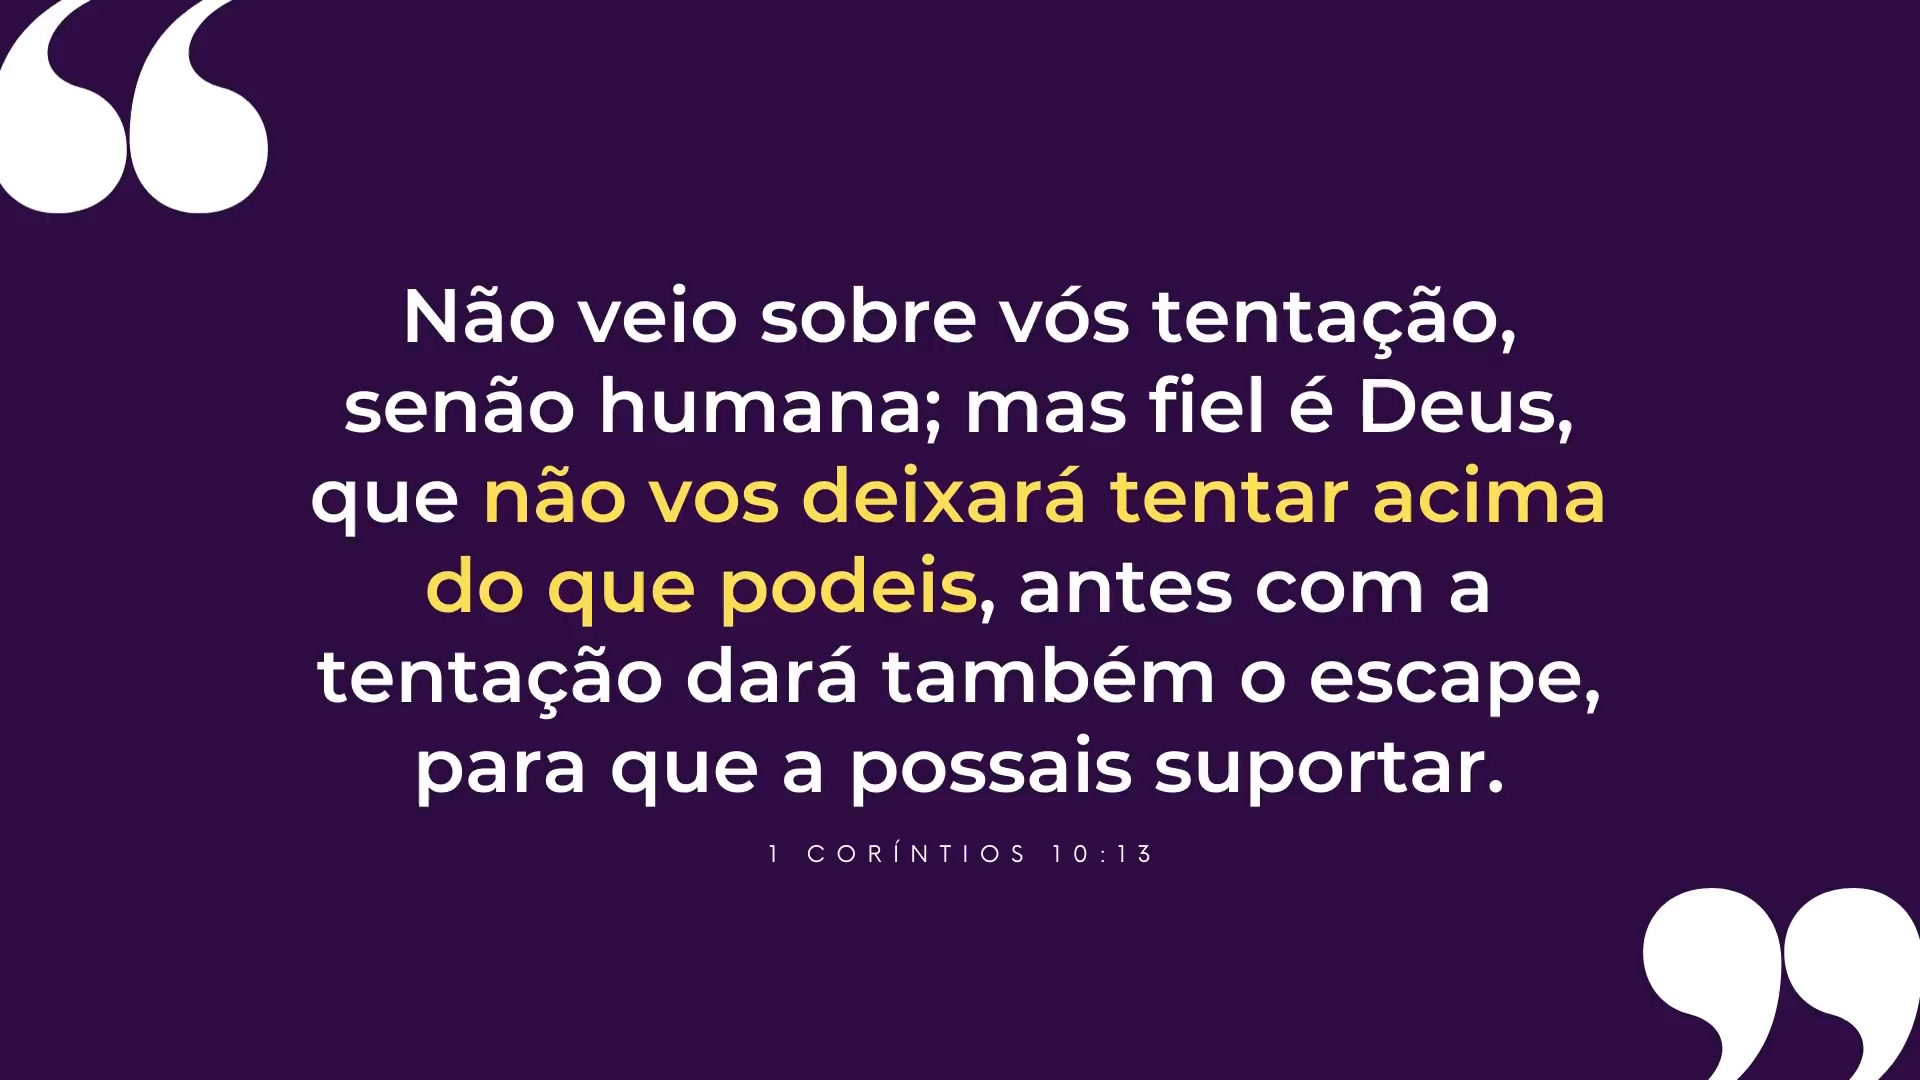 Não veio sobre vós tentação,
senão humana; mas fiel é Deus,
que não vos deixará tentar acima
do que podeis, antes com a
tentação dará também o escape,
para que a possais suportar.
1 CORÍNTIOS 10:13